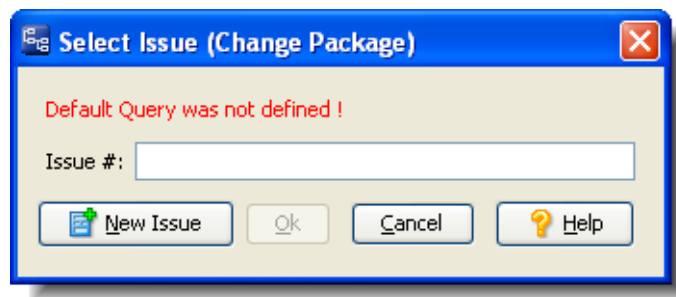 Select Issue (Change Package)
Default Query was not defined !
Issue #:
New Issue Ok Cancel Help